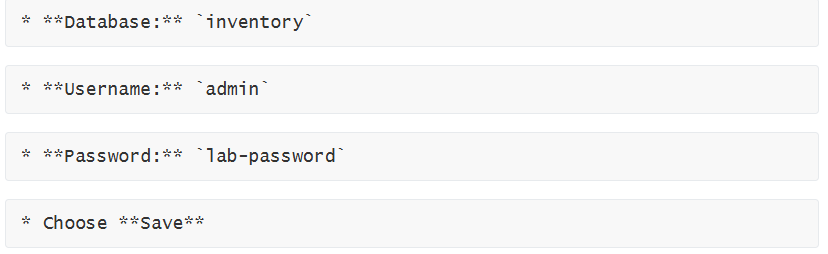 * **Database:** `inventory`
* **Username:** `admin`
* **Password:** `lab-password`
* Choose **Save**